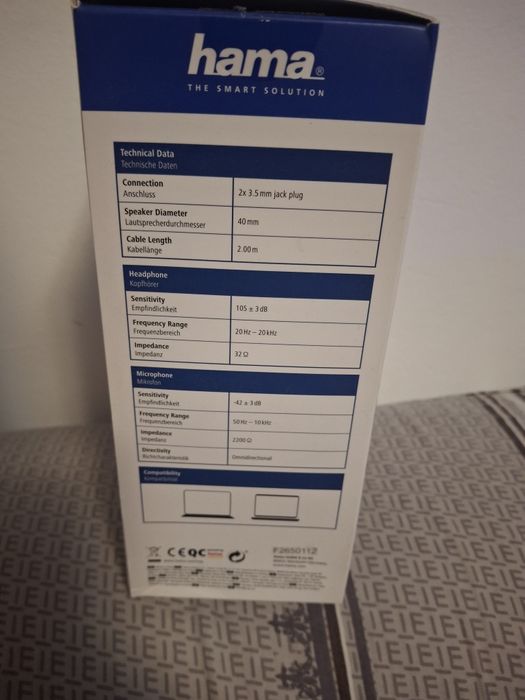 hama®
THE SMART SOLUTION
Technical Data
Technische Daten
Connection
Anschluss
2x 3.5 mm jack plug
Speaker Diameter
Lautsprecherdurchmesser
40 mm
Cable Length
Kabellänge
2.00 m
Headphone
Kopfhörer
Sensitivity
Empfindlichkeit
105 ± 3 dB
Frequency Range
Frequenzbereich
20 Hz – 20 kHz
Impedance
Impedanz
32 Ω
Microphone
Mikrofon
Sensitivity
Empfindlichkeit
-42 ± 3 dB
Frequency Range
Frequenzbereich
50 Hz – 10 kHz
Impedance
Impedanz
2200 Ω
Directivity
Richtcharakteristik
Omnidirectional
Compatibility
Kompatibilität
CE QC